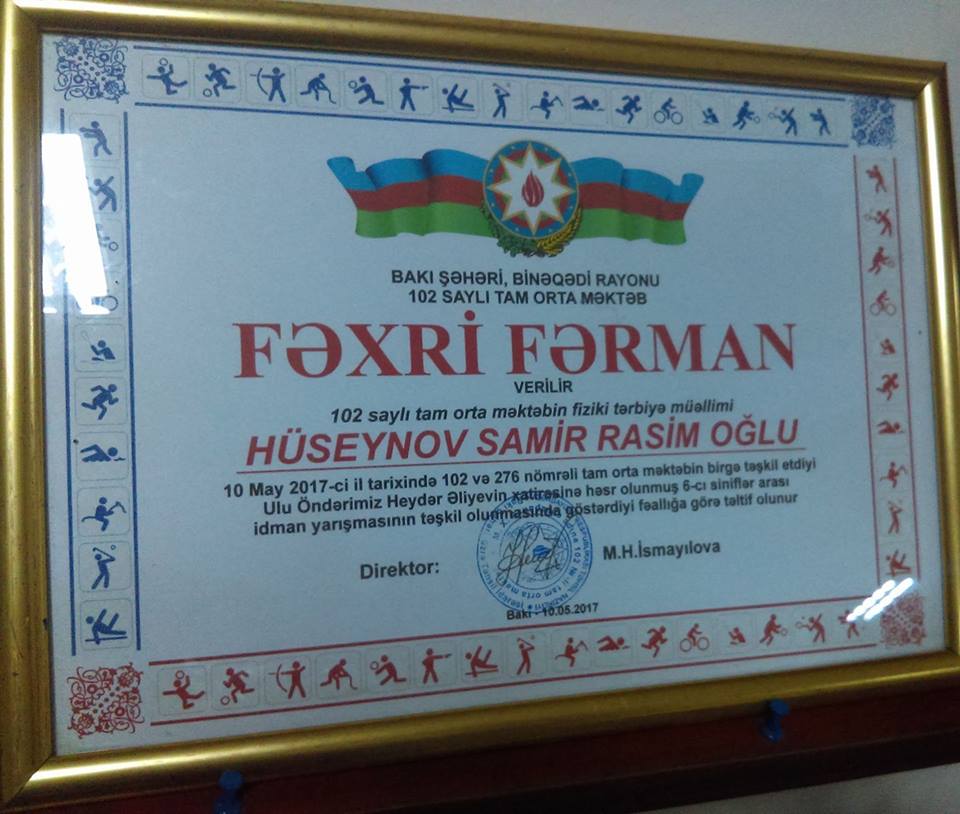 BAKI ŞƏHƏRİ, BİNƏQƏDİ RAYONU
102 SAYLI TAM ORTA MƏKTƏB
FƏXRİ FƏRMAN
VERİLİR
102 saylı tam orta məktəbin fiziki tərbiyə müəllimi
HÜSEYNOV SAMİR RASİM OĞLU
10 May 2017-ci il tarixində 102 və 276 nömrəli tam orta məktəbin birgə təşkil etdiyi
Ulu Öndərimiz Heydər Əliyevin xatirəsinə həsr olunmuş 6-cı siniflər arası
idman yarışmasının təşkil olunmasında göstərdiyi fəallığa görə təltif olunur
Direktor: M.H.İsmayılova
Bakı - 10.05.2017